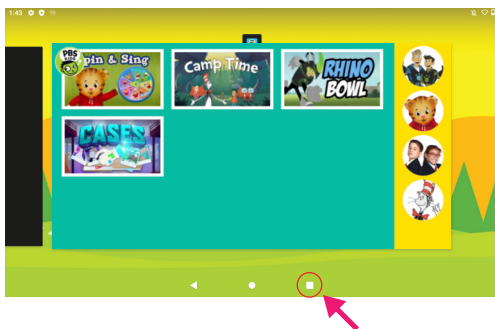 1:43
PBS
KIDS
Spin & Sing
Camp Time
RHINO
BOWL
CASES